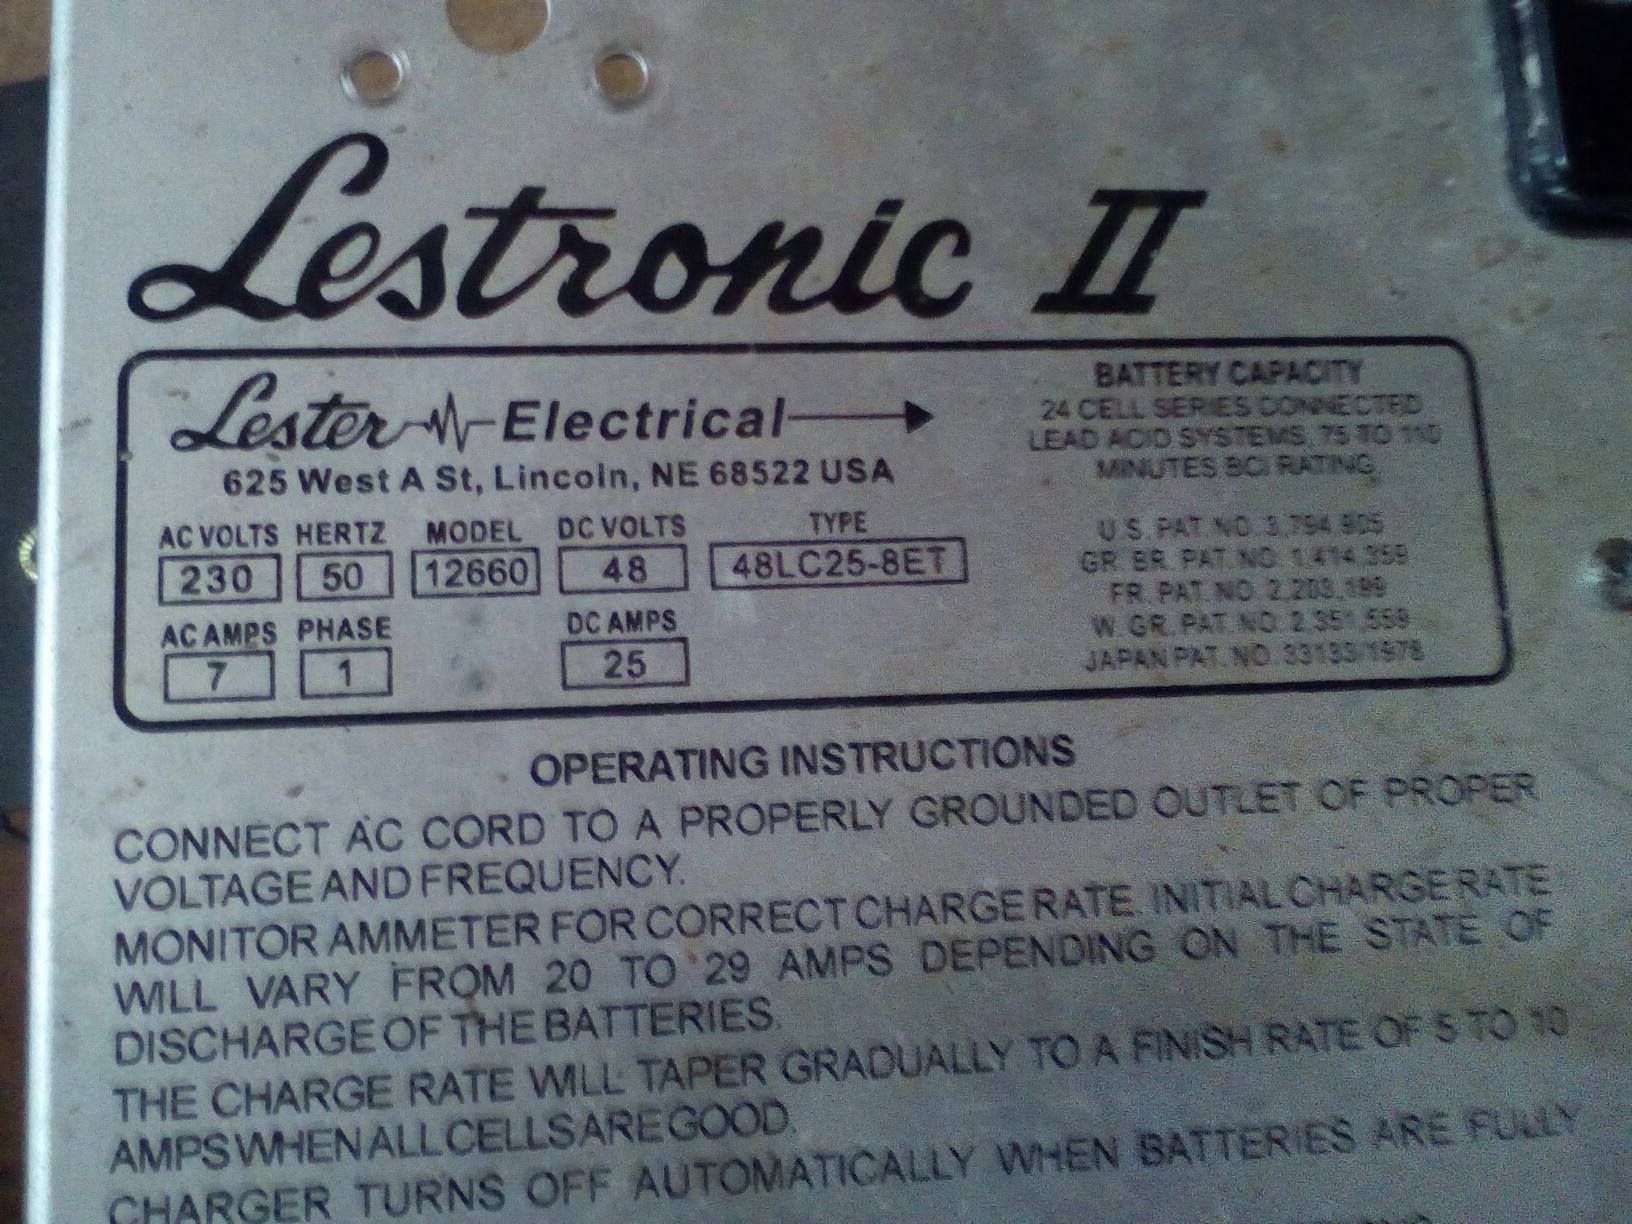 Lestronic II
Lester Electrical
625 West A St, Lincoln, NE 68522 USA
AC VOLTS HERTZ MODEL DC VOLTS TYPE
230 50 12660 48 48LC25-8ET
AC AMPS PHASE DC AMPS
7 1 25
BATTERY CAPACITY
24 CELL SERIES CONNECTED
LEAD ACID SYSTEMS, 75 TO 110
MINUTES BCI RATING
U.S. PAT. NO. 3,794,905
GR. BR. PAT. NO. 1,414,359
FR. PAT. NO. 2,203,199
W. GR. PAT. NO. 2,351,559
JAPAN PAT. NO. 33133/1978
OPERATING INSTRUCTIONS
CONNECT AC CORD TO A PROPERLY GROUNDED OUTLET OF PROPER
VOLTAGE AND FREQUENCY.
MONITOR AMMETER FOR CORRECT CHARGE RATE. INITIAL CHARGE RATE
WILL VARY FROM 20 TO 29 AMPS DEPENDING ON THE STATE OF
DISCHARGE OF THE BATTERIES.
THE CHARGE RATE WILL TAPER GRADUALLY TO A FINISH RATE OF 5 TO 10
AMPS WHEN ALL CELLS ARE GOOD.
CHARGER TURNS OFF AUTOMATICALLY WHEN BATTERIES ARE FULLY